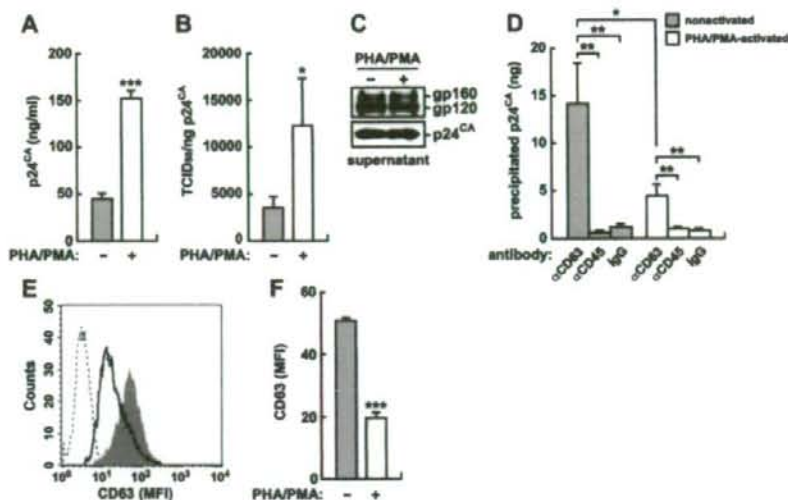 A
p24CA (ng/ml)
200
150
100
50
0
PHA/PMA: – +
***
B
TCID50/ng p24CA
20000
15000
10000
5000
0
PHA/PMA: – +
*
C
PHA/PMA
– +
gp160
gp120
p24CA
supernatant
D
nonactivated
PHA/PMA-activated
precipitated p24CA (ng)
20
15
10
5
0
*
**
**
**
**
antibody:
αCD63
αCD45
IgG
αCD63
αCD45
IgG
E
Counts
50
40
30
20
10
0
10⁰ 10¹ 10² 10³ 10⁴
CD63 (MFI)
F
CD63 (MFI)
60
40
20
0
***
PHA/PMA: – +